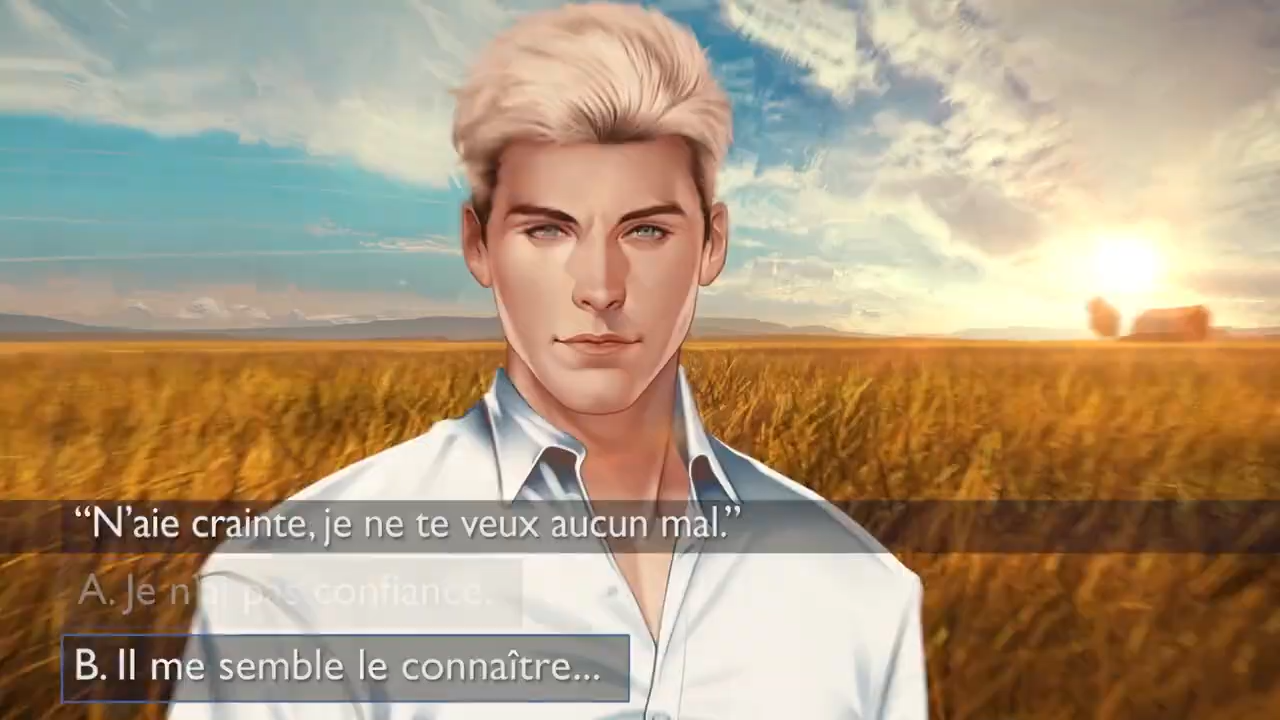 “N’aie crainte, je ne te veux aucun mal.”
A. Je n'ai pas confiance.
B. Il me semble le connaître...